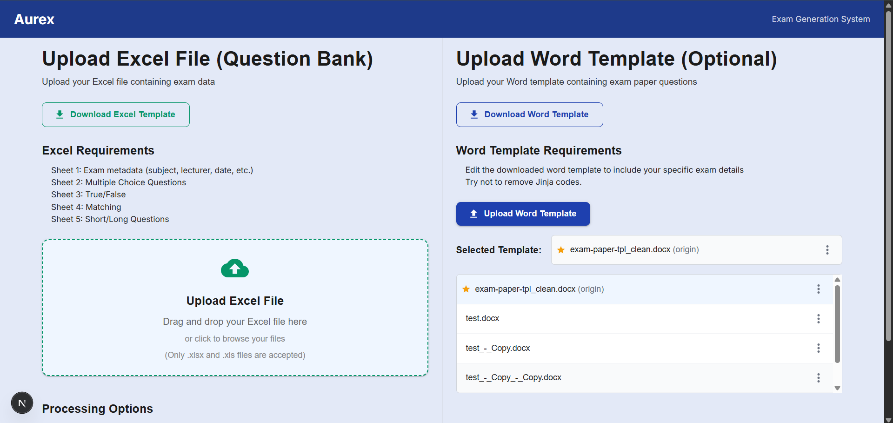 Aurex
Exam Generation System
Upload Excel File (Question Bank)
Upload your Excel file containing exam data
Download Excel Template
Excel Requirements
Sheet 1: Exam metadata (subject, lecturer, date, etc.)
Sheet 2: Multiple Choice Questions
Sheet 3: True/False
Sheet 4: Matching
Sheet 5: Short/Long Questions
Upload Excel File
Drag and drop your Excel file here
or click to browse your files
(Only .xlsx and .xls files are accepted)
N
Processing Options
Upload Word Template (Optional)
Upload your Word template containing exam paper questions
Download Word Template
Word Template Requirements
Edit the downloaded word template to include your specific exam details
Try not to remove Jinja codes.
Upload Word Template
Selected Template: exam-paper-tpl_clean.docx (origin)
exam-paper-tpl_clean.docx (origin)
test.docx
test_-_Copy.docx
test_-_Copy_-_Copy.docx